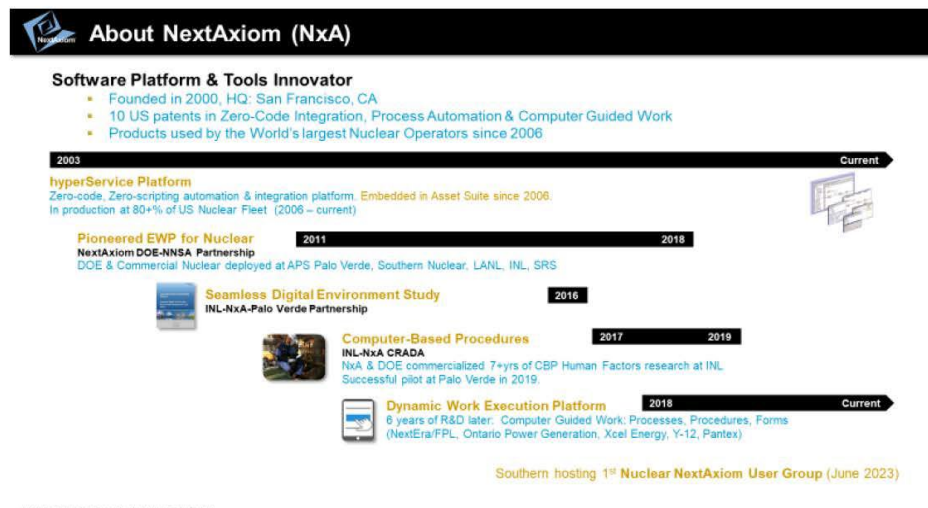 NextAxiom
About NextAxiom (NxA)
Software Platform & Tools Innovator
▪ Founded in 2000, HQ: San Francisco, CA
▪ 10 US patents in Zero-Code Integration, Process Automation & Computer Guided Work
▪ Products used by the World's largest Nuclear Operators since 2006
2003 Current
hyperService Platform
Zero-code, Zero-scripting automation & integration platform. Embedded in Asset Suite since 2006.
In production at 80+% of US Nuclear Fleet (2006 – current)
Pioneered EWP for Nuclear 2011 2018
NextAxiom DOE-NNSA Partnership
DOE & Commercial Nuclear deployed at APS Palo Verde, Southern Nuclear, LANL, INL, SRS
Seamless Digital Environment Study 2016
INL-NxA-Palo Verde Partnership
Computer-Based Procedures 2017 2019
INL-NxA CRADA
NxA & DOE commercialized 7+yrs of CBP Human Factors research at INL
Successful pilot at Palo Verde in 2019.
Dynamic Work Execution Platform 2018 Current
6 years of R&D later: Computer Guided Work: Processes, Procedures, Forms
(NextEra/FPL, Ontario Power Generation, Xcel Energy, Y-12, Pantex)
Southern hosting 1st Nuclear NextAxiom User Group (June 2023)